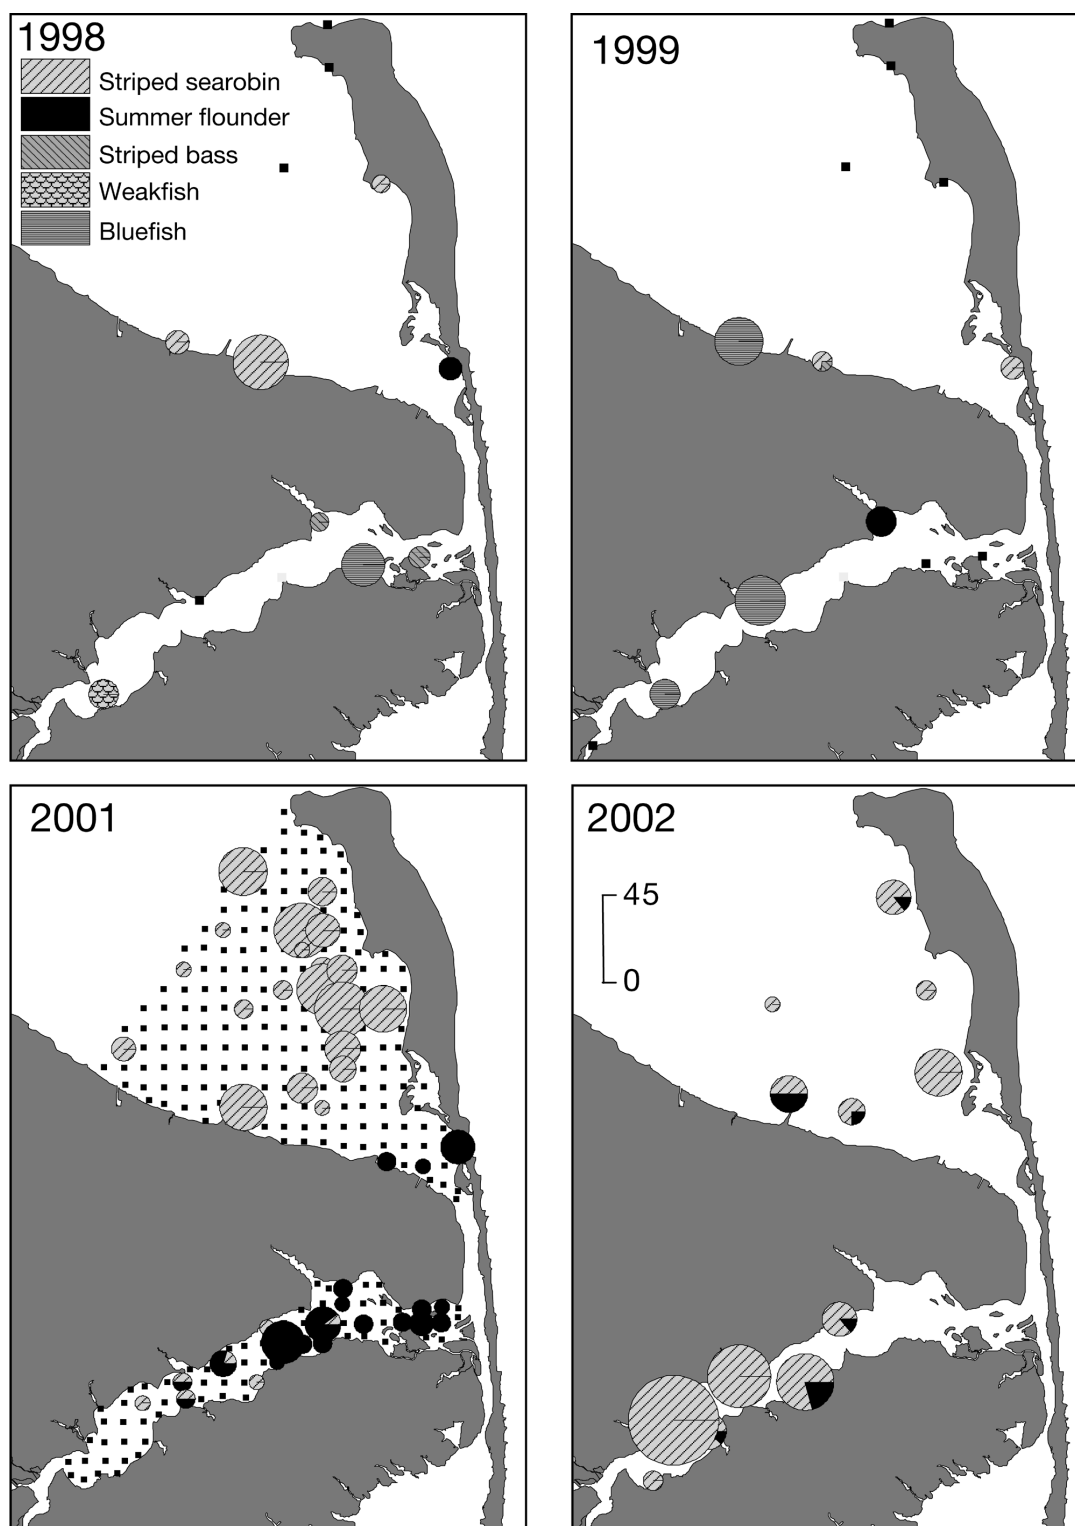 1998
Striped searobin
Summer flounder
Striped bass
Weakfish
Bluefish
1999
2001
2002
45
0